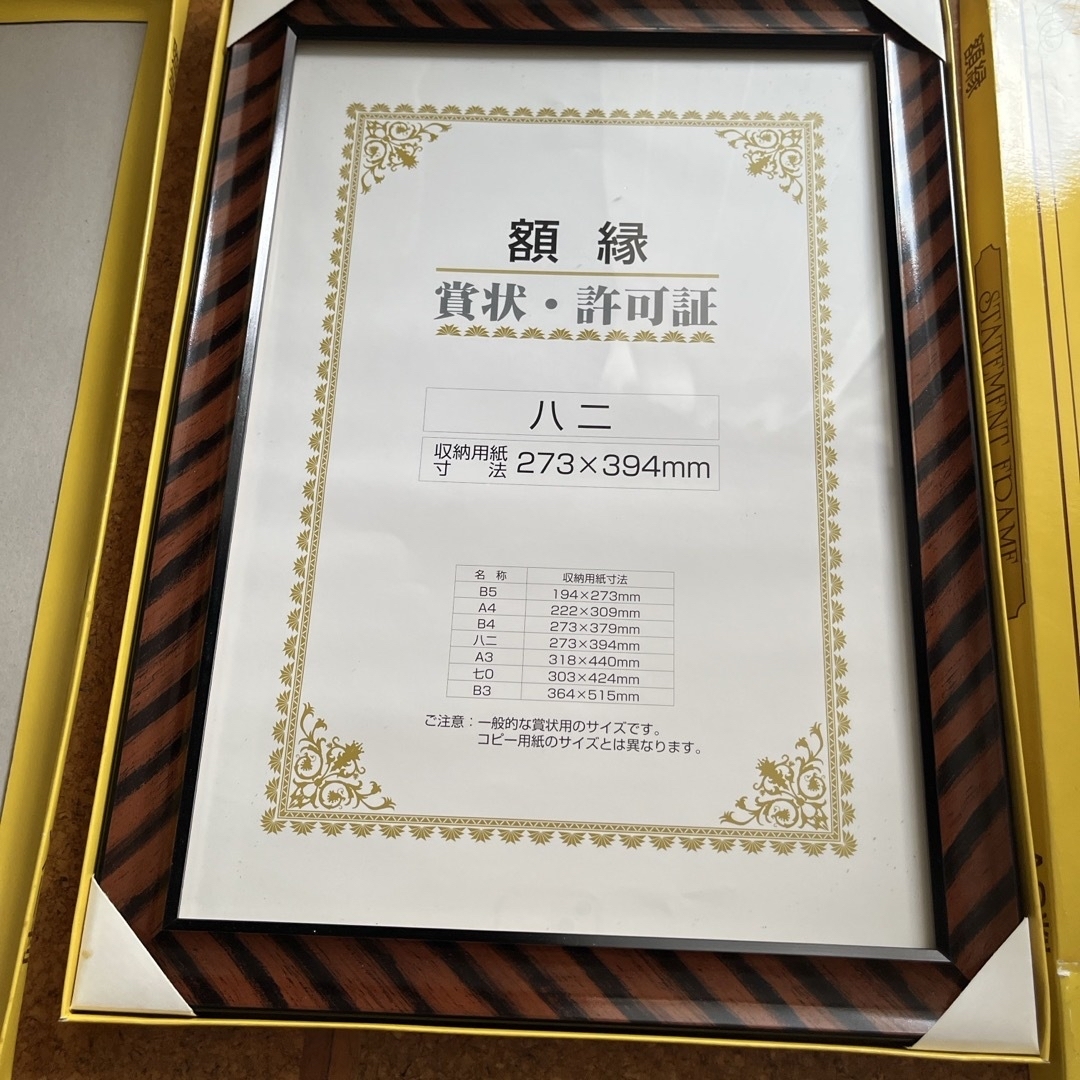 額縁
賞状・許可証
八二
収納用紙
寸 法 273×394mm
名 称 収納用紙寸法
B5 194×273mm
A4 222×309mm
B4 273×379mm
八二 273×394mm
A3 318×440mm
七0 303×424mm
B3 364×515mm
ご注意：一般的な賞状用のサイズです。
コピー用紙のサイズとは異なります。
額縁
STATEMENT FRAME